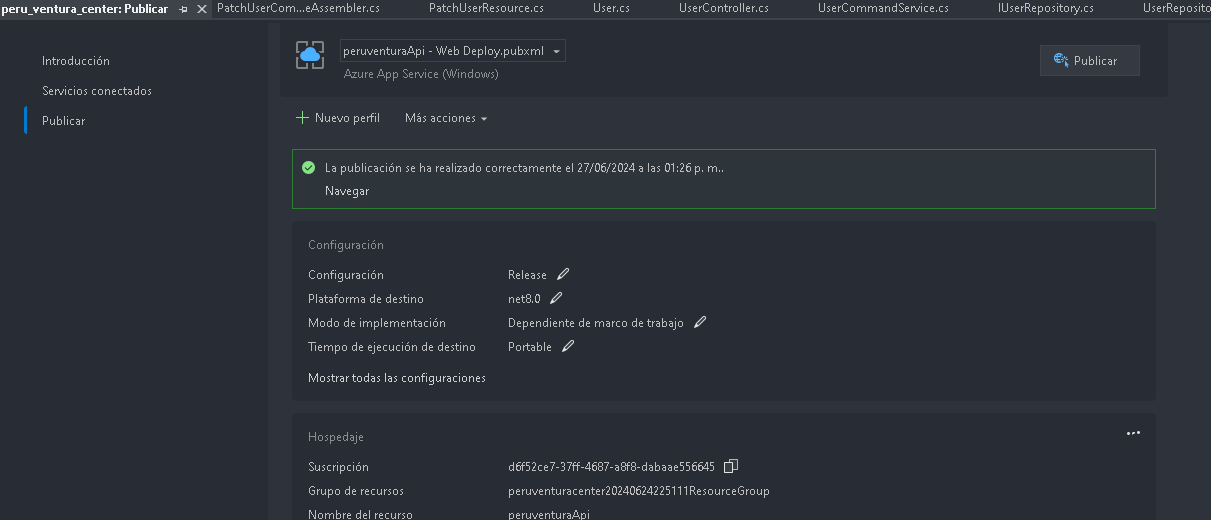 peru_ventura_center: Publicar PatchUserCom...eAssembler.cs PatchUserResource.cs User.cs UserController.cs UserCommandService.cs IUserRepository.cs UserReposito
Introducción
Servicios conectados
Publicar
peruventuraApi - Web Deploy.pubxml
Azure App Service (Windows)
Publicar
Nuevo perfil Más acciones
La publicación se ha realizado correctamente el 27/06/2024 a las 01:26 p. m..
Navegar
Configuración
Configuración Release
Plataforma de destino net8.0
Modo de implementación Dependiente de marco de trabajo
Tiempo de ejecución de destino Portable
Mostrar todas las configuraciones
Hospedaje
Suscripción d6f52ce7-37ff-4687-a8f8-dabaae556645
Grupo de recursos peruventuracenter20240624225111ResourceGroup
Nombre del recurso peruventuraApi